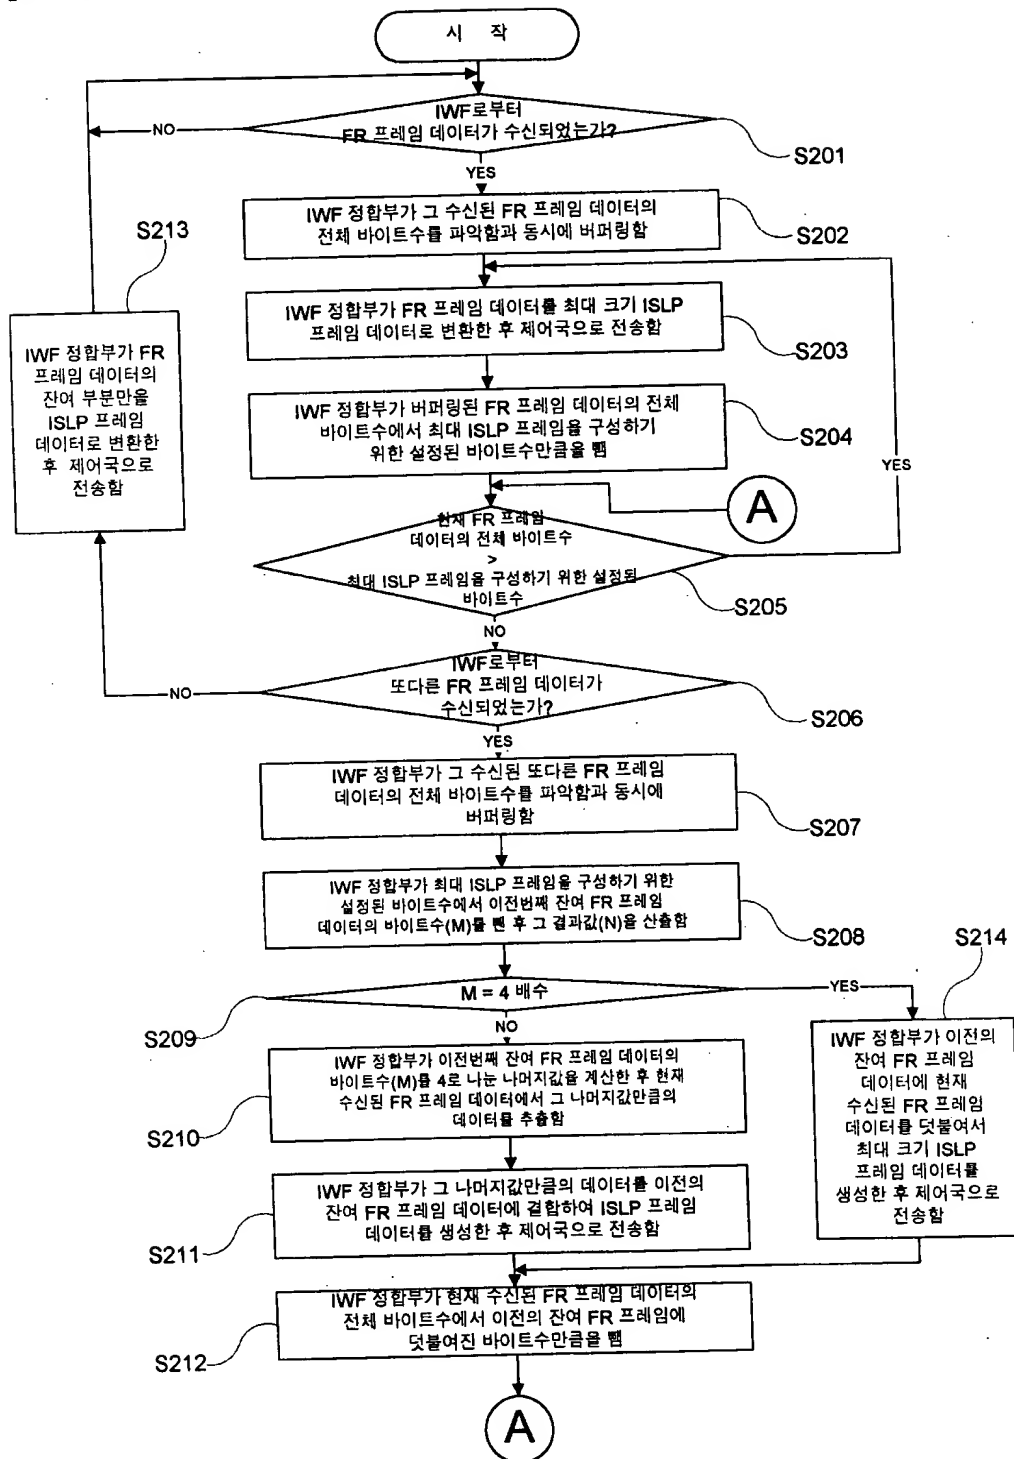 시 작
IWF로부터
FR 프레임 데이터가 수신되었는가?
NO
S201
YES
IWF 정합부가 그 수신된 FR 프레임 데이터의
전체 바이트수를 파악함과 동시에 버퍼링함
S202
S213
IWF 정합부가 FR 프레임 데이터를 최대 크기 ISLP
프레임 데이터로 변환한 후 제어국으로 전송함
S203
IWF 정합부가 FR
프레임 데이터의
잔여 부분만을
ISLP 프레임
데이터로 변환한
후 제어국으로
전송함
IWF 정합부가 버퍼링된 FR 프레임 데이터의 전체
바이트수에서 최대 ISLP 프레임을 구성하기
위한 설정된 바이트수만큼을 뺌
S204
YES
A
현재 FR 프레임
데이터의 전체 바이트수
>
최대 ISLP 프레임을 구성하기 위한 설정된
바이트수
S205
NO
IWF로부터
또다른 FR 프레임 데이터가
수신되었는가?
NO
S206
YES
IWF 정합부가 그 수신된 또다른 FR 프레임
데이터의 전체 바이트수를 파악함과 동시에
버퍼링함
S207
IWF 정합부가 최대 ISLP 프레임을 구성하기 위한
설정된 바이트수에서 이전번째 잔여 FR 프레임
데이터의 바이트수(M)를 뺀 후 그 결과값(N)을 산출함
S208
S214
M = 4 배수
YES
S209
NO
IWF 정합부가 이전번째 잔여 FR 프레임 데이터의
바이트수(M)를 4로 나눈 나머지값을 계산한 후 현재
수신된 FR 프레임 데이터에서 그 나머지값만큼의
데이터를 추출함
S210
IWF 정합부가 이전의
잔여 FR 프레임
데이터에 현재
수신된 FR 프레임
데이터를 덧붙여서
최대 크기 ISLP
프레임 데이터를
생성한 후 제어국으로
전송함
IWF 정합부가 그 나머지값만큼의 데이터를 이전의
잔여 FR 프레임 데이터에 결합하여 ISLP 프레임
데이터를 생성한 후 제어국으로 전송함
S211
IWF 정합부가 현재 수신된 FR 프레임 데이터의
전체 바이트수에서 이전의 잔여 FR 프레임에
덧붙여진 바이트수만큼을 뺌
S212
A